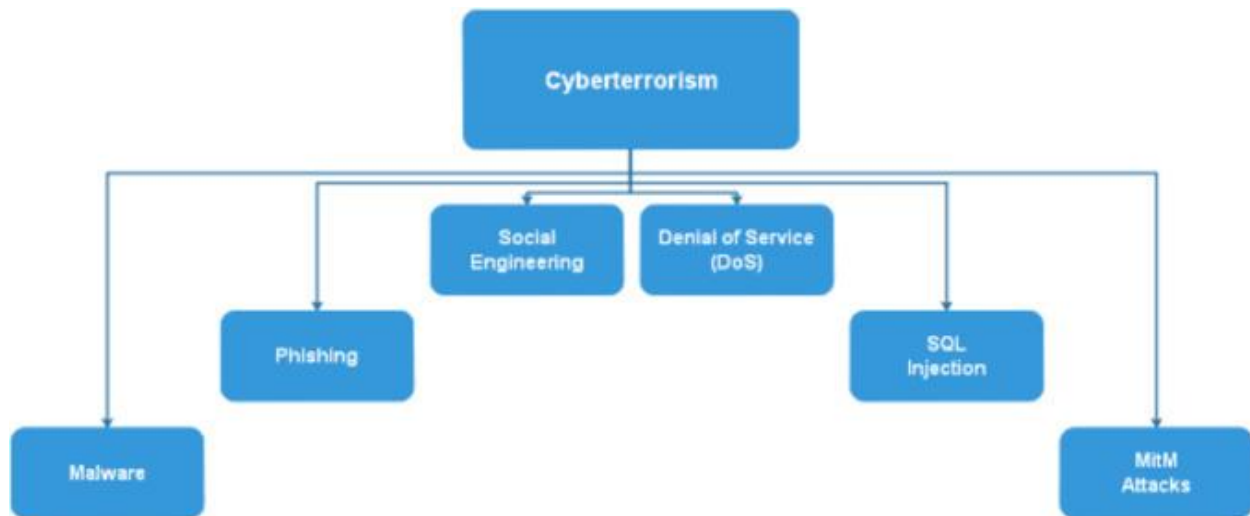 Cyberterrorism
Social
Engineering
Denial of Service
(DoS)
Phishing
SQL
Injection
Malware
MitM
Attacks